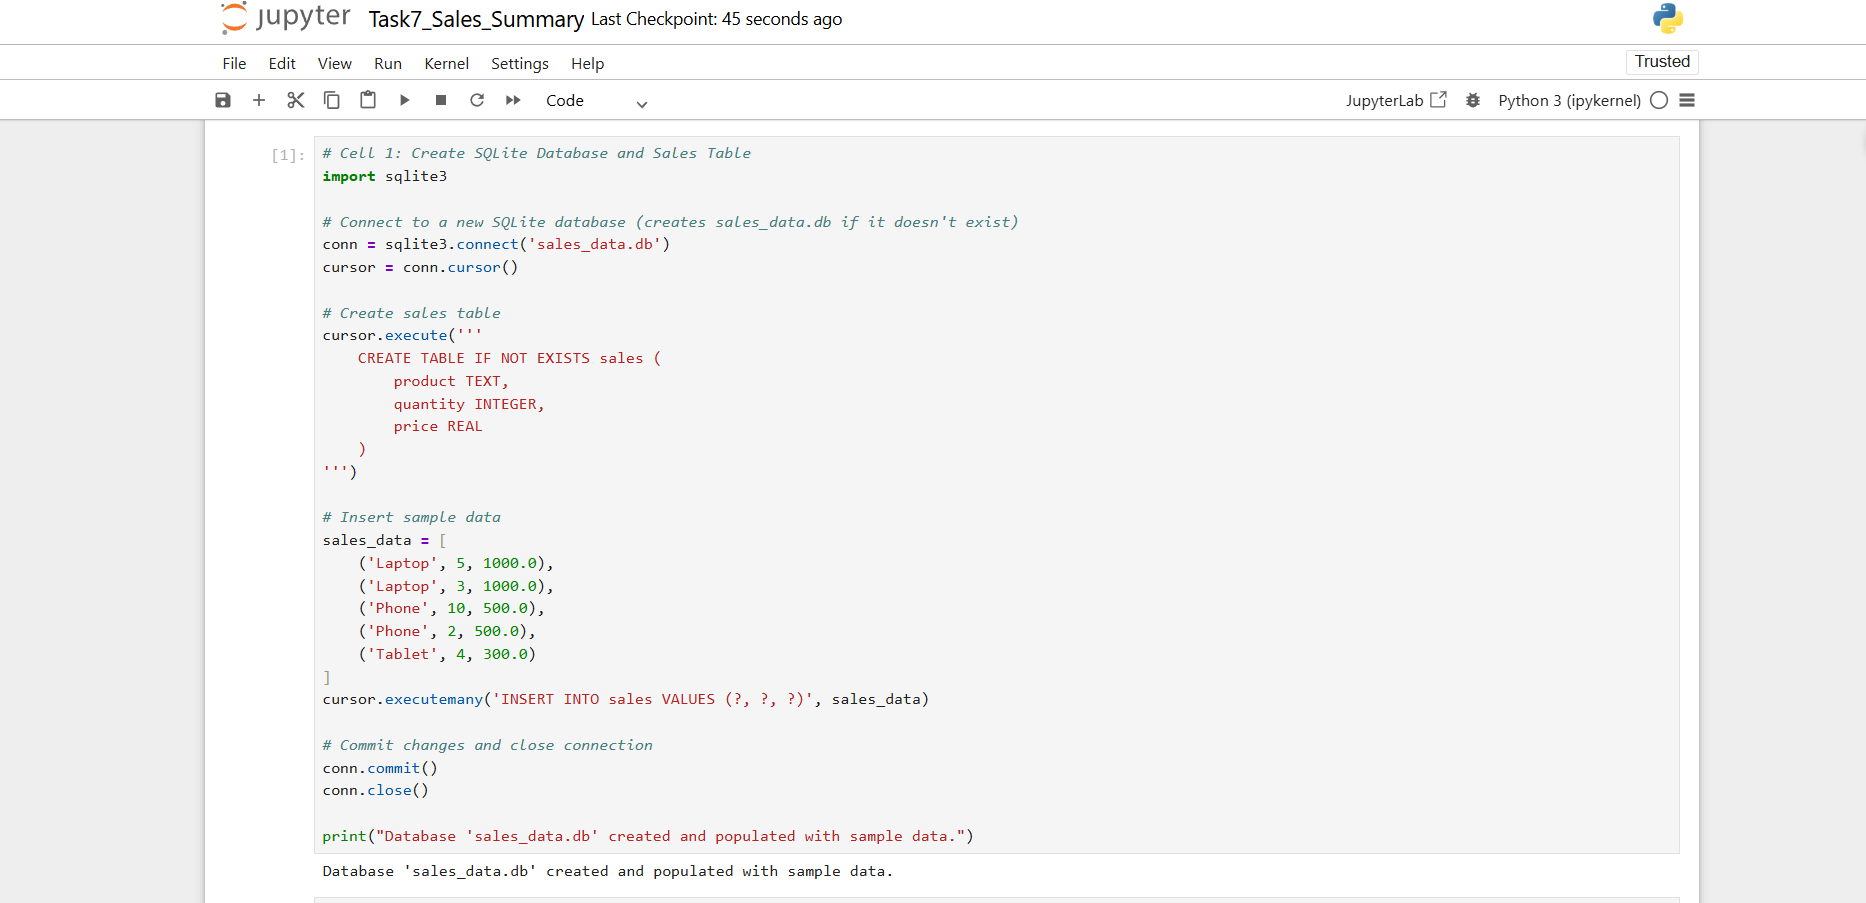 jupyter Task7_Sales_Summary Last Checkpoint: 45 seconds ago
File Edit View Run Kernel Settings Help Trusted
Code JupyterLab Python 3 (ipykernel)
[1]: # Cell 1: Create SQLite Database and Sales Table
import sqlite3
# Connect to a new SQLite database (creates sales_data.db if it doesn't exist)
conn = sqlite3.connect('sales_data.db')
cursor = conn.cursor()
# Create sales table
cursor.execute('''
    CREATE TABLE IF NOT EXISTS sales (
        product TEXT,
        quantity INTEGER,
        price REAL
    )
''')
# Insert sample data
sales_data = [
    ('Laptop', 5, 1000.0),
    ('Laptop', 3, 1000.0),
    ('Phone', 10, 500.0),
    ('Phone', 2, 500.0),
    ('Tablet', 4, 300.0)
]
cursor.executemany('INSERT INTO sales VALUES (?, ?, ?)', sales_data)
# Commit changes and close connection
conn.commit()
conn.close()
print("Database 'sales_data.db' created and populated with sample data.")
Database 'sales_data.db' created and populated with sample data.